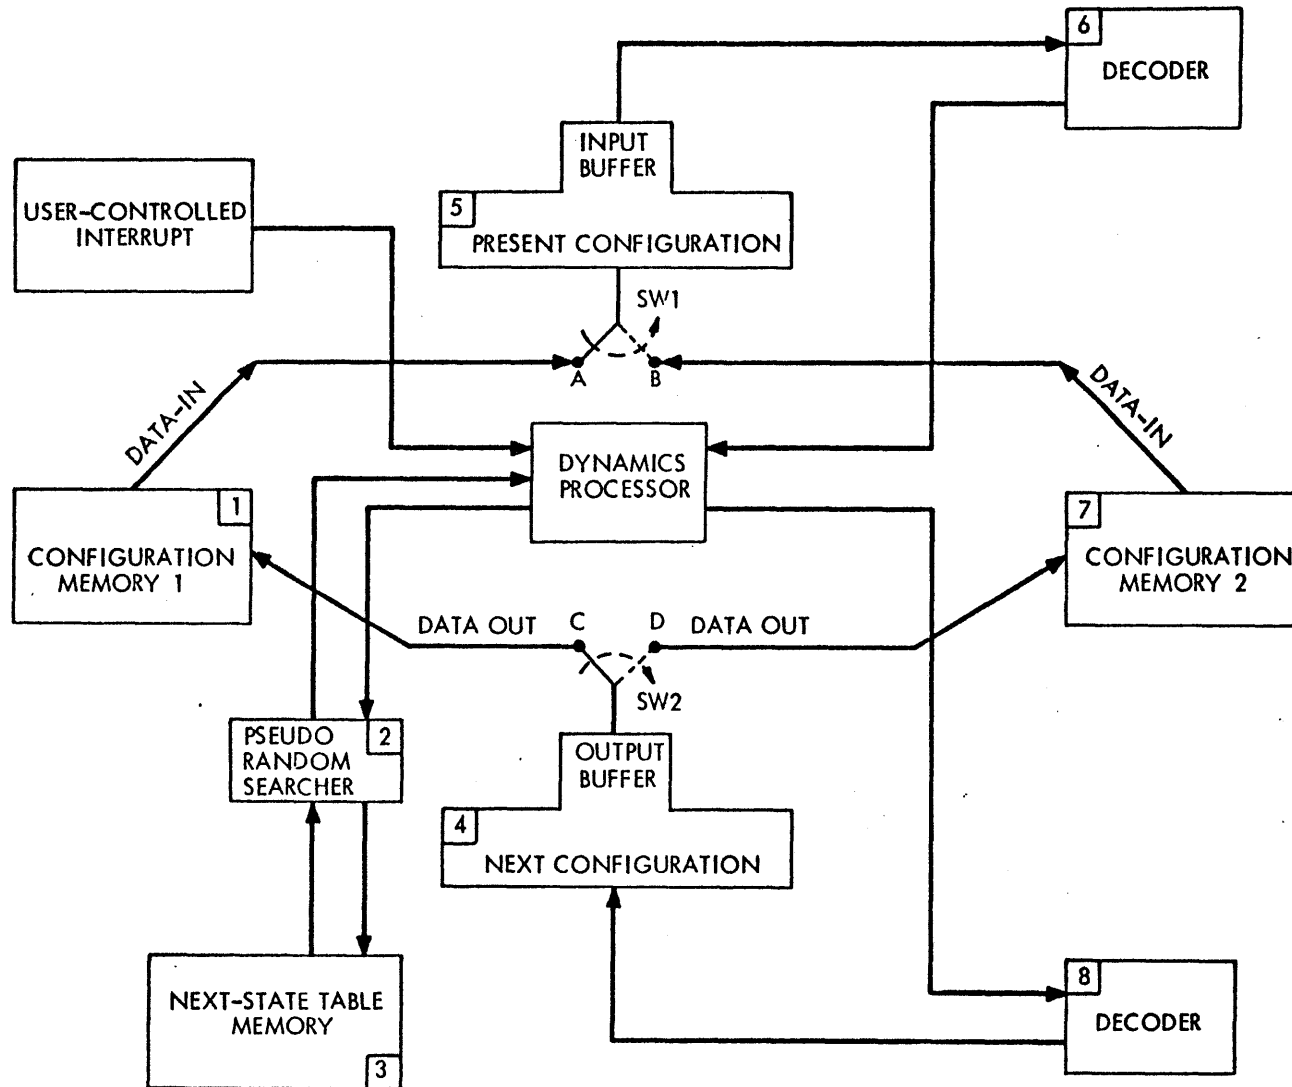 6
DECODER
INPUT
BUFFER
5
PRESENT CONFIGURATION
USER-CONTROLLED
INTERRUPT
SW1
A
B
DATA-IN
DATA-IN
DYNAMICS
PROCESSOR
1
CONFIGURATION
MEMORY 1
7
CONFIGURATION
MEMORY 2
DATA OUT
C
D
DATA OUT
SW2
PSEUDO
RANDOM
SEARCHER
2
OUTPUT
BUFFER
4
NEXT CONFIGURATION
NEXT-STATE TABLE
MEMORY
3
8
DECODER